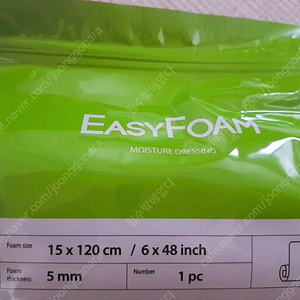 EASYFOAM
MOISTURE DRESSING
Foam size 15 x 120 cm / 6 x 48 inch
Foam thickness 5 mm Number 1 pc